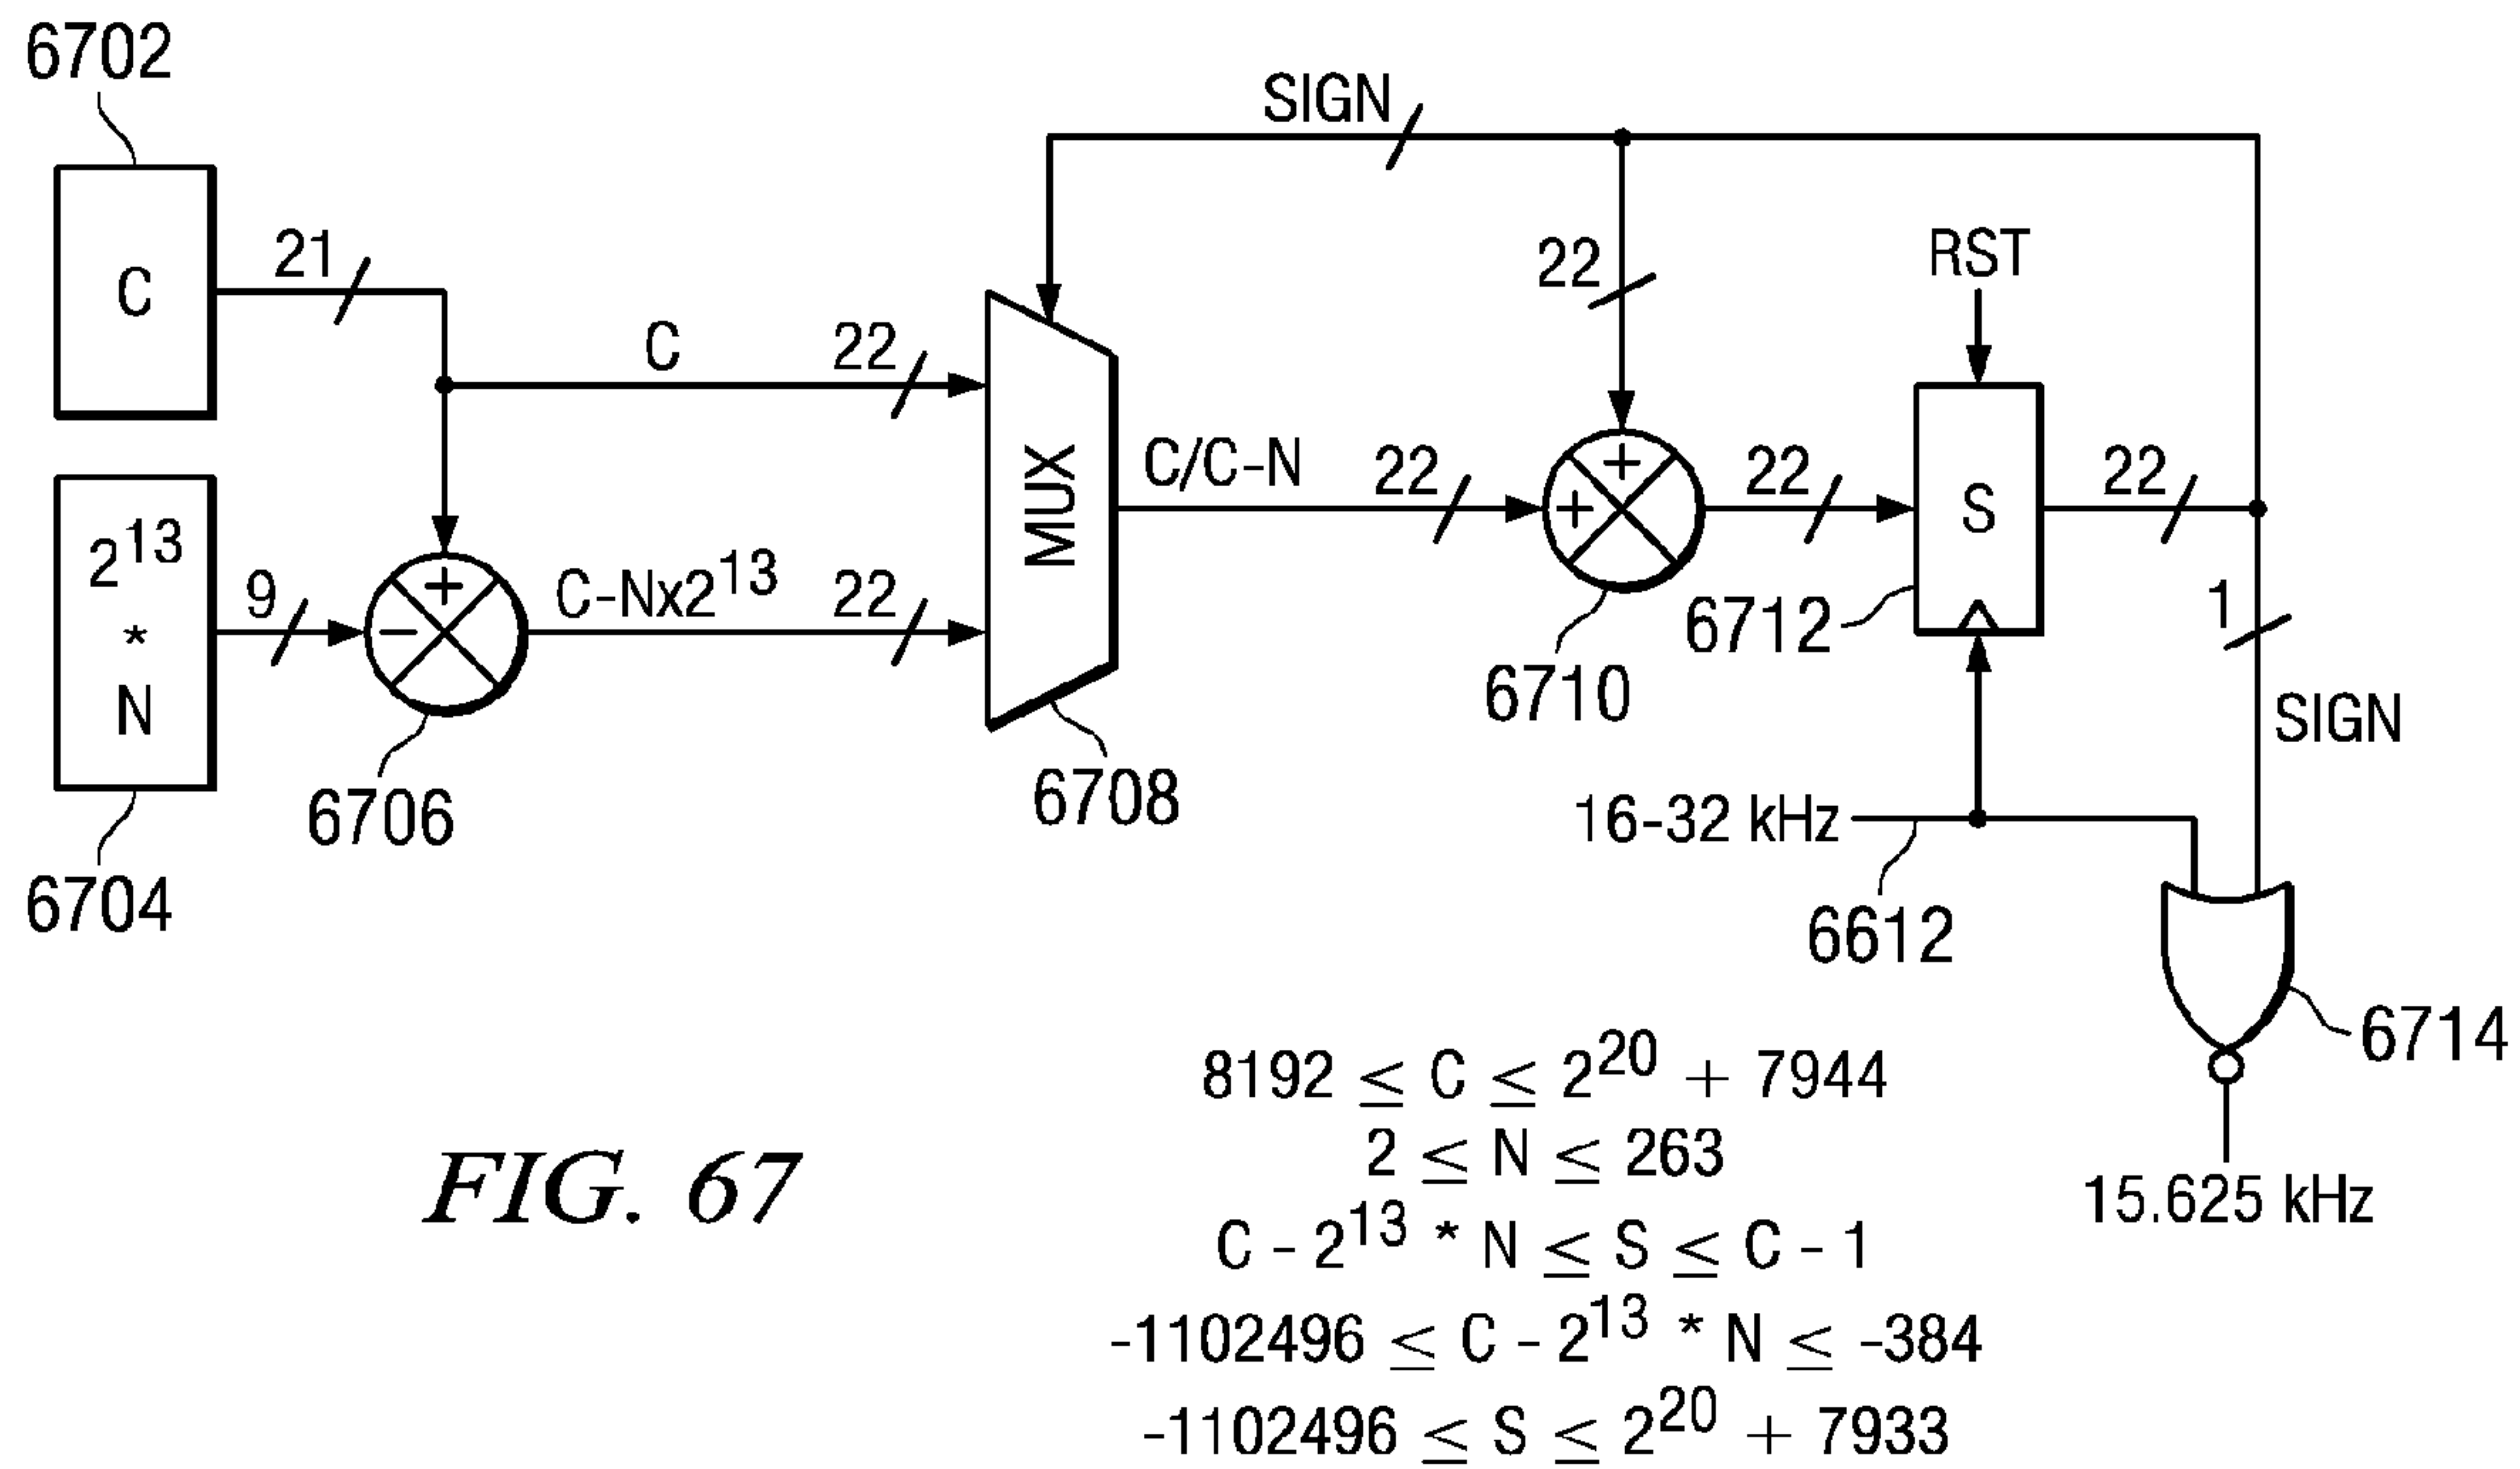 6702
SIGN
21
C
22
RST
C
22
2^13
*
N
9
C-Nx2^13
22
MUX
C/C-N
22
+
+
22
S
22
+
-
1
6712
6710
SIGN
6706
6708
16-32 kHz
6704
6612
6714
8192 ≤ C ≤ 2^20 + 7944
2 ≤ N ≤ 263
15.625 kHz
FIG. 67
C - 2^13 * N ≤ S ≤ C - 1
-1102496 ≤ C - 2^13 * N ≤ -384
-1102496 ≤ S ≤ 2^20 + 7933